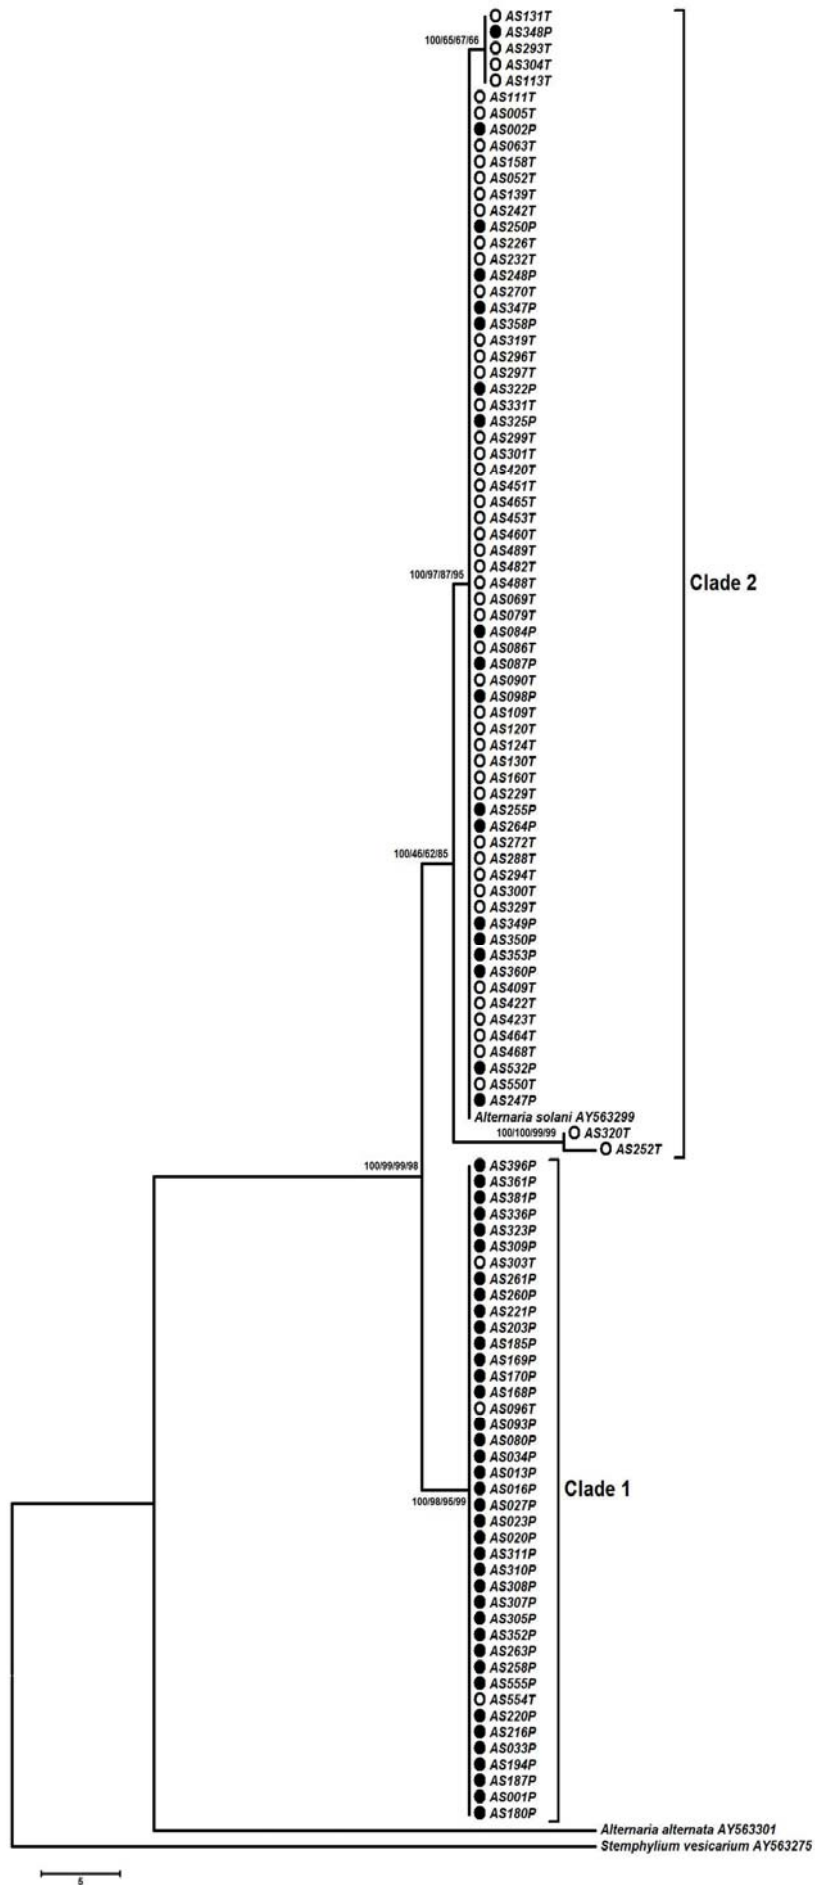 AS131T
100/65/67/66
AS348P
AS293T
AS304T
AS113T
AS111T
AS005T
AS002P
AS063T
AS158T
AS052T
AS139T
AS242T
AS250P
AS226T
AS232T
AS248P
AS270T
AS347P
AS358P
AS319T
AS296T
AS297T
AS322P
AS331T
AS325P
AS299T
AS301T
AS420T
AS451T
AS465T
AS453T
AS460T
AS489T
AS482T
100/97/87/95
AS488T
Clade 2
AS069T
AS079T
AS084P
AS086T
AS087P
AS090T
AS098P
AS109T
AS120T
AS124T
AS130T
AS160T
AS229T
AS255P
AS264P
AS272T
100/46/62/85
AS288T
AS294T
AS300T
AS329T
AS349P
AS350P
AS353P
AS360P
AS409T
AS422T
AS423T
AS464T
AS468T
AS532P
AS550T
AS247P
Alternaria solani AY563299
100/100/99/99
AS320T
AS252T
100/99/99/98
AS396P
AS361P
AS381P
AS336P
AS323P
AS309P
AS303T
AS261P
AS260P
AS221P
AS203P
AS185P
AS169P
AS170P
AS168P
AS096T
AS093P
AS080P
AS034P
AS013P
AS016P
Clade 1
100/98/95/99
AS027P
AS023P
AS020P
AS311P
AS310P
AS308P
AS307P
AS305P
AS352P
AS263P
AS258P
AS555P
AS554T
AS220P
AS216P
AS033P
AS194P
AS187P
AS001P
AS180P
Alternaria alternata AY563301
Stemphylium vesicarium AY563275
5